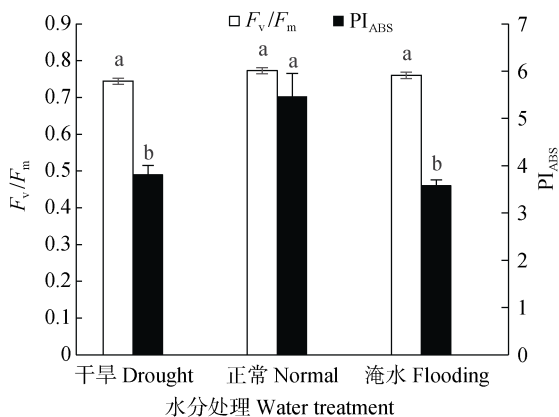 Fv/Fm PIABS
0.9
0.8
0.7
0.6
0.5
0.4
0.3
0.2
0.1
0
Fv/Fm
a
b
a
a
a
b
7
6
5
4
3
2
1
0
PIABS
干旱 Drought 正常 Normal 淹水 Flooding
水分处理 Water treatment